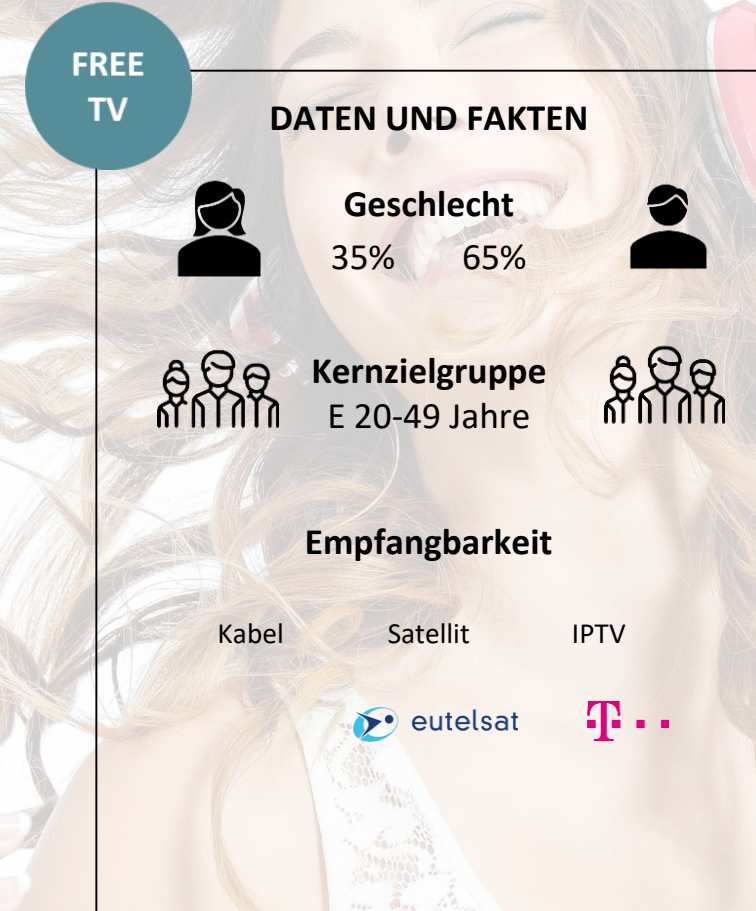 FREE
TV
DATEN UND FAKTEN
Geschlecht
35% 65%
Kernzielgruppe
E 20-49 Jahre
Empfangbarkeit
Kabel Satellit IPTV
eutelsat T